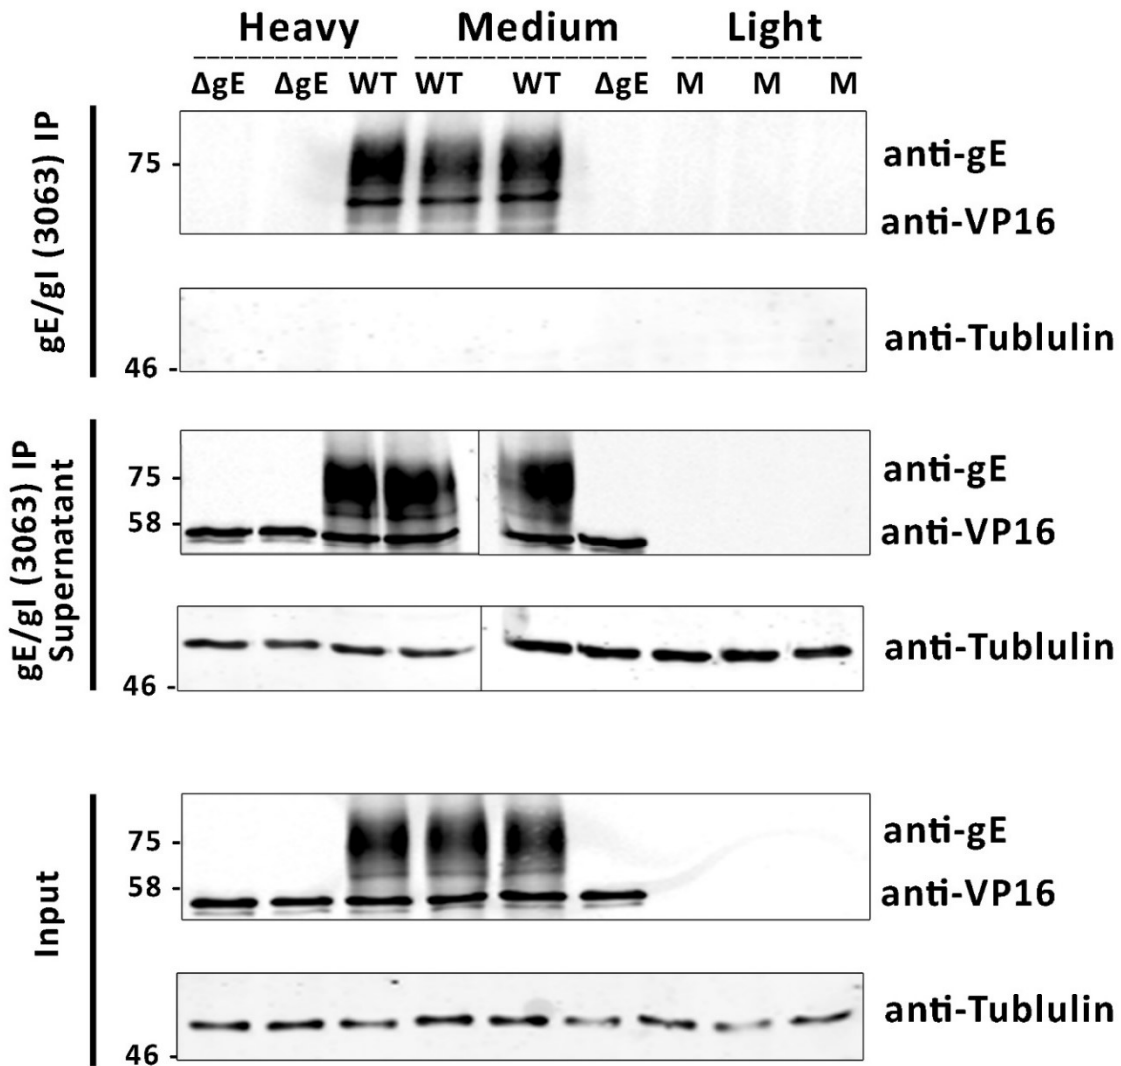 Heavy Medium Light
ΔgE ΔgE WT WT WT ΔgE M M M
gE/gI (3063) IP
75 -
anti-gE
anti-VP16
anti-Tublulin
46 -
gE/gI (3063) IP
Supernatant
75 -
anti-gE
58 -
anti-VP16
anti-Tublulin
46 -
Input
75 -
anti-gE
58 -
anti-VP16
anti-Tublulin
46 -